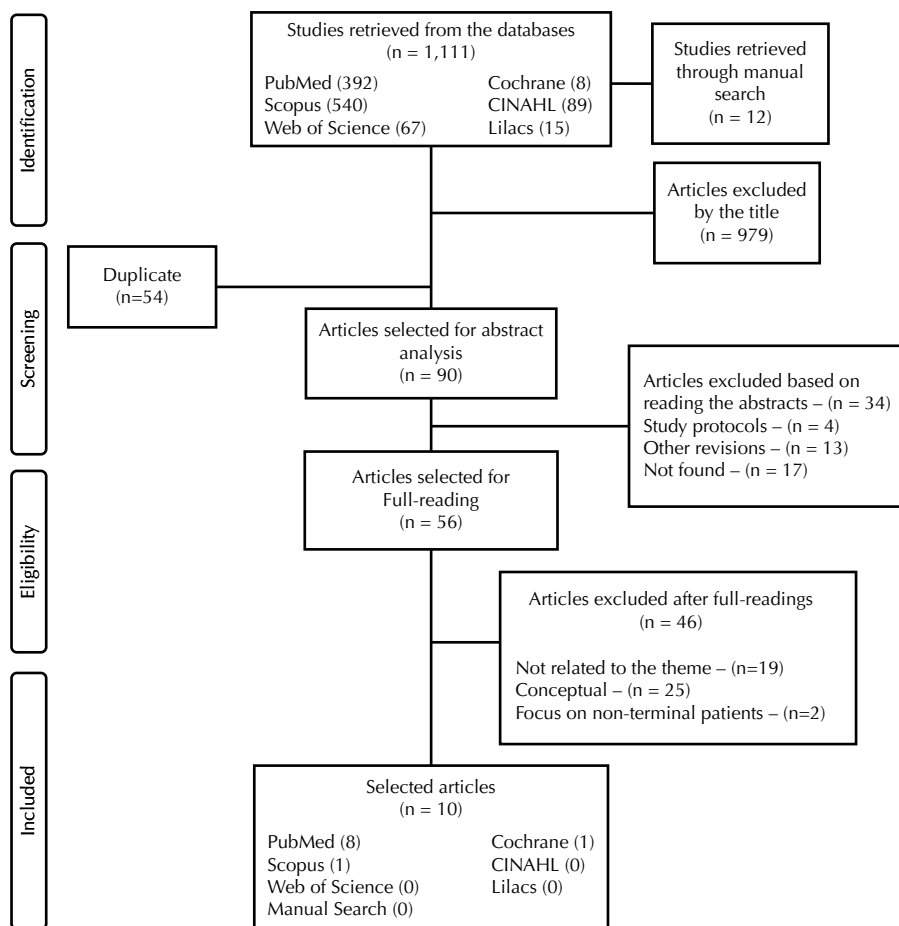 Identification
Studies retrieved from the databases
(n = 1,111)
PubMed (392)
Scopus (540)
Web of Science (67)
Cochrane (8)
CINAHL (89)
Lilacs (15)
Studies retrieved
through manual
search
(n = 12)
Articles excluded
by the title
(n = 979)
Screening
Duplicate
(n=54)
Articles selected for abstract
analysis
(n = 90)
Articles excluded based on
reading the abstracts – (n = 34)
Study protocols – (n = 4)
Other revisions – (n = 13)
Not found – (n = 17)
Eligibility
Articles selected for
Full-reading
(n = 56)
Articles excluded after full-readings
(n = 46)
Not related to the theme – (n=19)
Conceptual – (n = 25)
Focus on non-terminal patients – (n=2)
Included
Selected articles
(n = 10)
PubMed (8)
Scopus (1)
Web of Science (0)
Manual Search (0)
Cochrane (1)
CINAHL (0)
Lilacs (0)